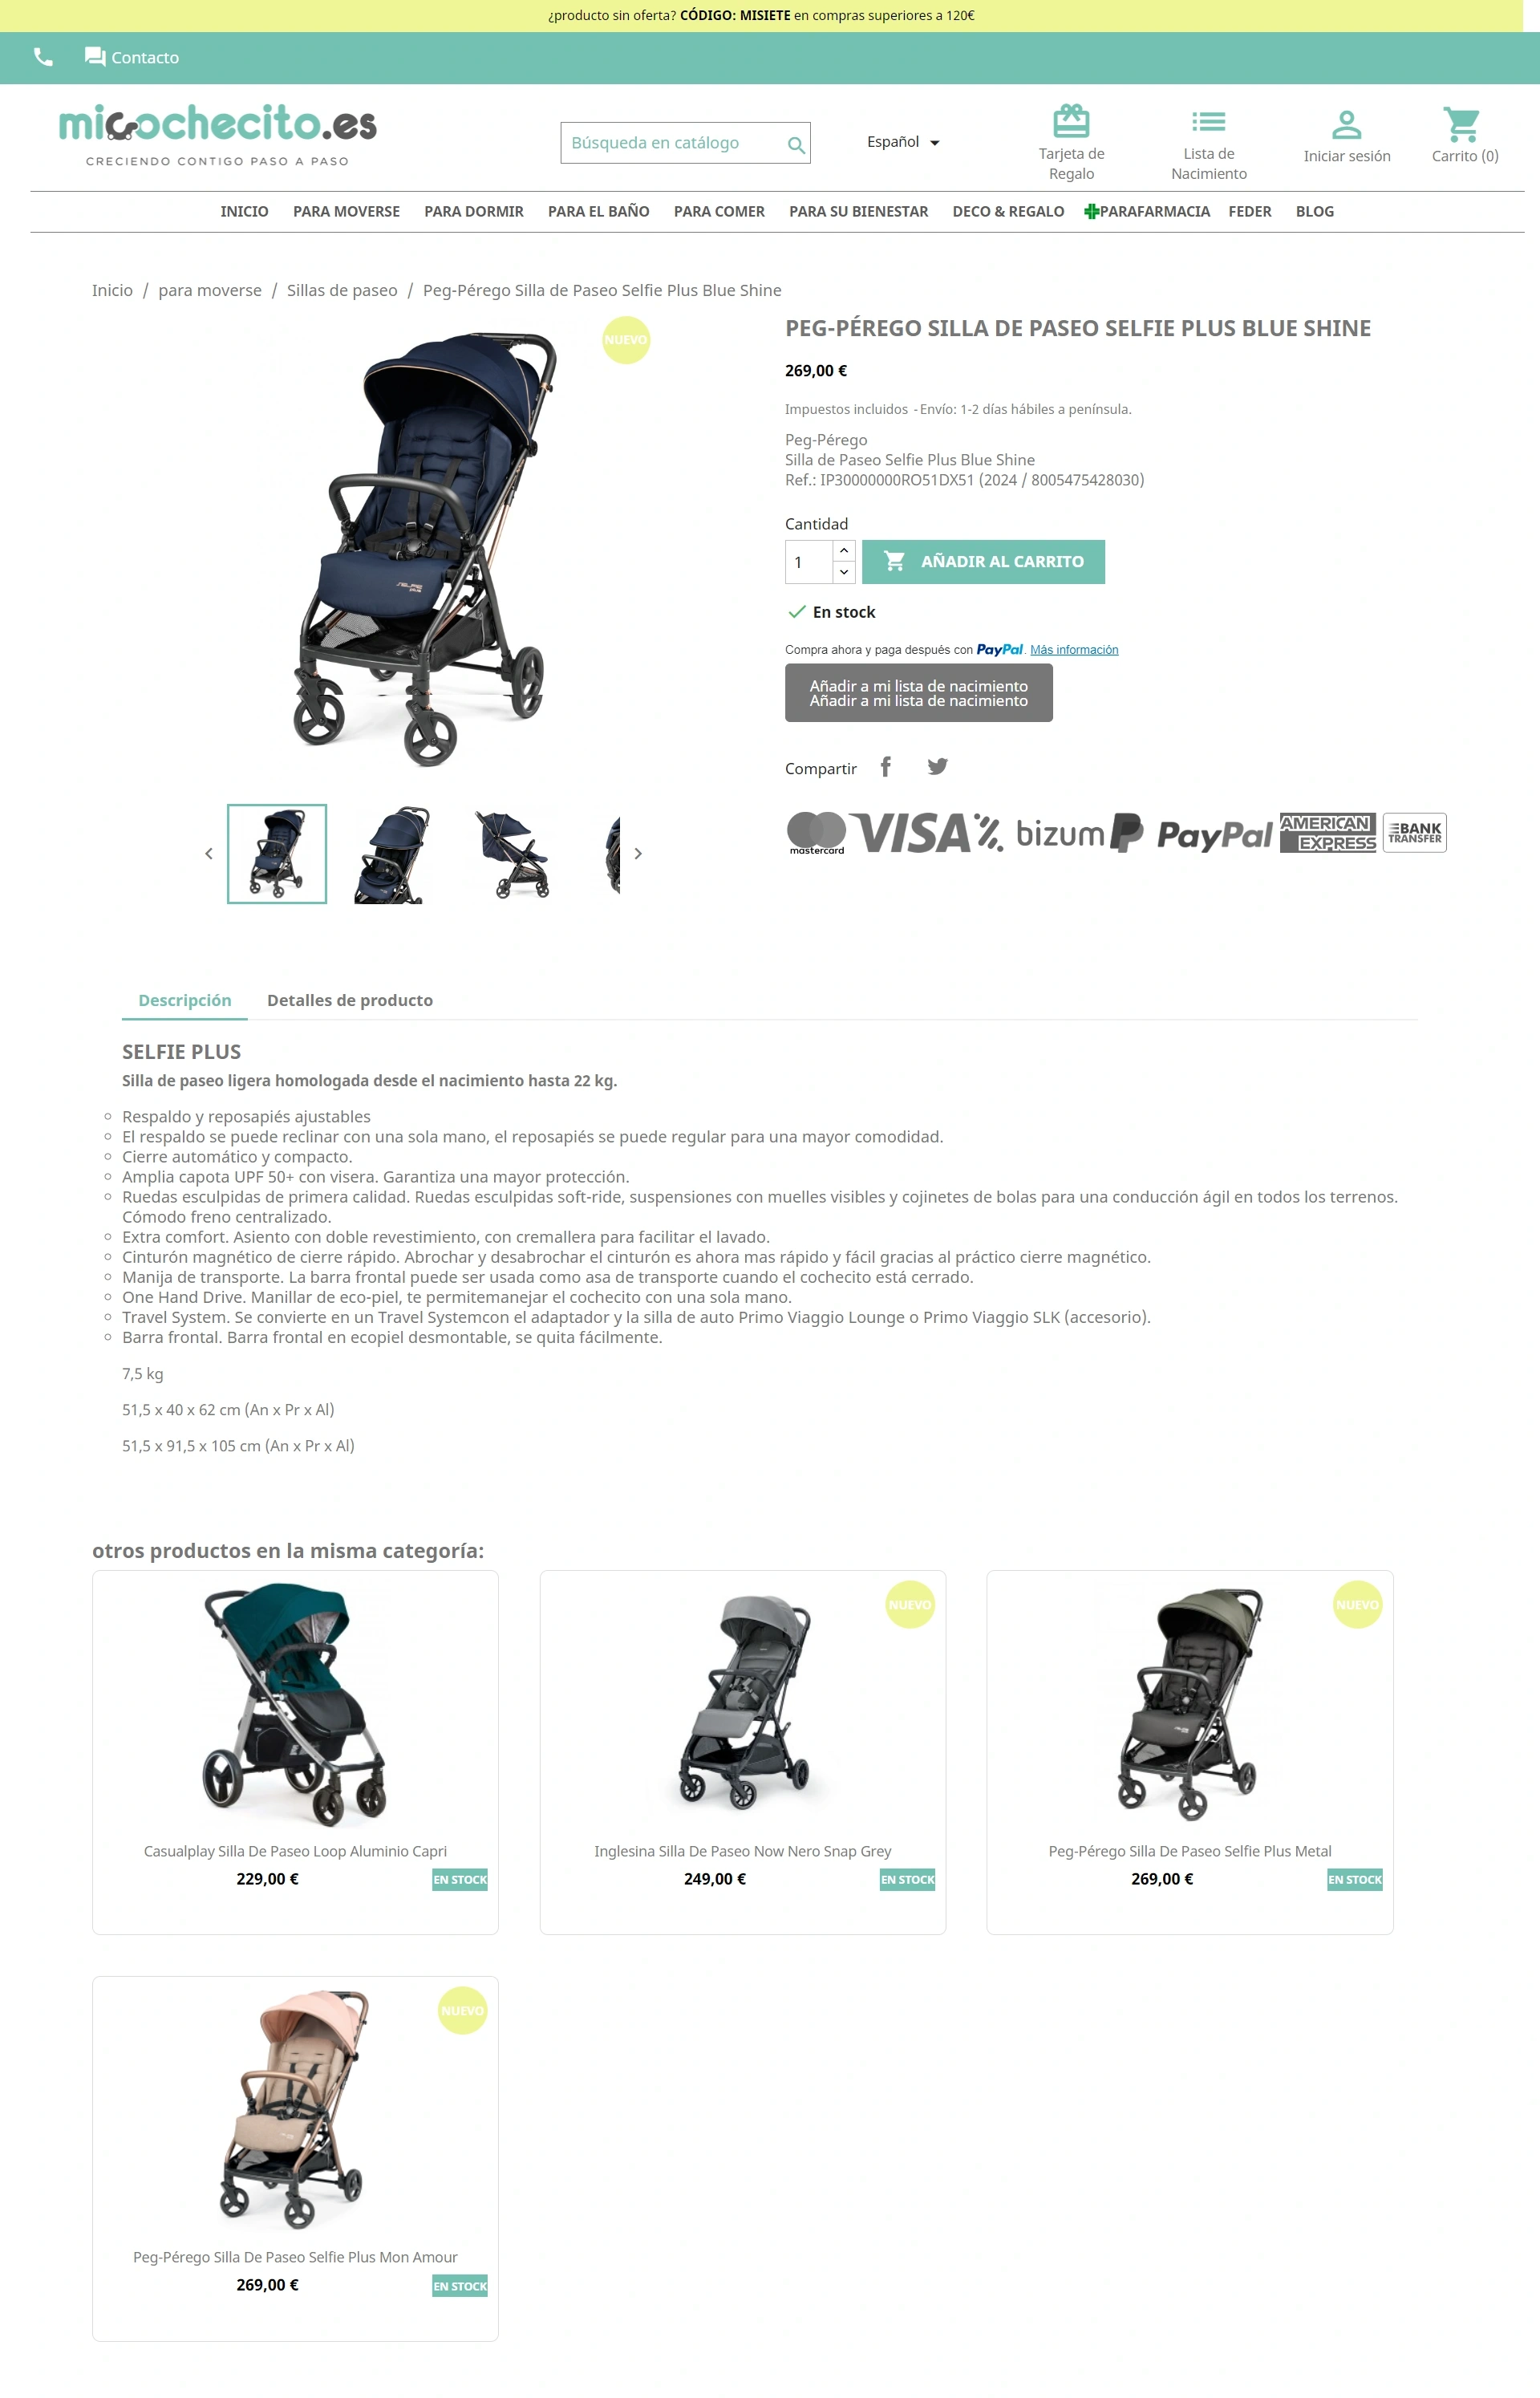 ¿producto sin oferta? CÓDIGO: MISIETE en compras superiores a 120€
Contacto
micochecito.es
CRECIENDO CONTIGO PASO A PASO
Búsqueda en catálogo
Español
Tarjeta de
Regalo
Lista de
Nacimiento
Iniciar sesión
Carrito (0)
INICIO PARA MOVERSE PARA DORMIR PARA EL BAÑO PARA COMER PARA SU BIENESTAR DECO & REGALO PARAFARMACIA FEDER BLOG
Inicio / para moverse / Sillas de paseo / Peg-Pérego Silla de Paseo Selfie Plus Blue Shine
NUEVO
SELFIE
plus
PEG-PÉREGO SILLA DE PASEO SELFIE PLUS BLUE SHINE
269,00 €
Impuestos incluidos - Envío: 1-2 días hábiles a península.
Peg-Pérego
Silla de Paseo Selfie Plus Blue Shine
Ref.: IP30000000RO51DX51 (2024 / 8005475428030)
Cantidad
1
AÑADIR AL CARRITO
En stock
Compra ahora y paga después con PayPal. Más información
Añadir a mi lista de nacimiento
Añadir a mi lista de nacimiento
Compartir
mastercard VISA bizum PayPal AMERICAN EXPRESS BANK TRANSFER
Descripción Detalles de producto
SELFIE PLUS
Silla de paseo ligera homologada desde el nacimiento hasta 22 kg.
Respaldo y reposapiés ajustables
El respaldo se puede reclinar con una sola mano, el reposapiés se puede regular para una mayor comodidad.
Cierre automático y compacto.
Amplia capota UPF 50+ con visera. Garantiza una mayor protección.
Ruedas esculpidas de primera calidad. Ruedas esculpidas soft-ride, suspensiones con muelles visibles y cojinetes de bolas para una conducción ágil en todos los terrenos.
Cómodo freno centralizado.
Extra comfort. Asiento con doble revestimiento, con cremallera para facilitar el lavado.
Cinturón magnético de cierre rápido. Abrochar y desabrochar el cinturón es ahora mas rápido y fácil gracias al práctico cierre magnético.
Manija de transporte. La barra frontal puede ser usada como asa de transporte cuando el cochecito está cerrado.
One Hand Drive. Manillar de eco-piel, te permitemanejar el cochecito con una sola mano.
Travel System. Se convierte en un Travel Systemcon el adaptador y la silla de auto Primo Viaggio Lounge o Primo Viaggio SLK (accesorio).
Barra frontal. Barra frontal en ecopiel desmontable, se quita fácilmente.
7,5 kg
51,5 x 40 x 62 cm (An x Pr x Al)
51,5 x 91,5 x 105 cm (An x Pr x Al)
otros productos en la misma categoría:
Casualplay Silla De Paseo Loop Aluminio Capri
229,00 €
EN STOCK
NUEVO
Inglesina Silla De Paseo Now Nero Snap Grey
249,00 €
EN STOCK
NUEVO
Peg-Pérego Silla De Paseo Selfie Plus Metal
269,00 €
EN STOCK
NUEVO
Peg-Pérego Silla De Paseo Selfie Plus Mon Amour
269,00 €
EN STOCK